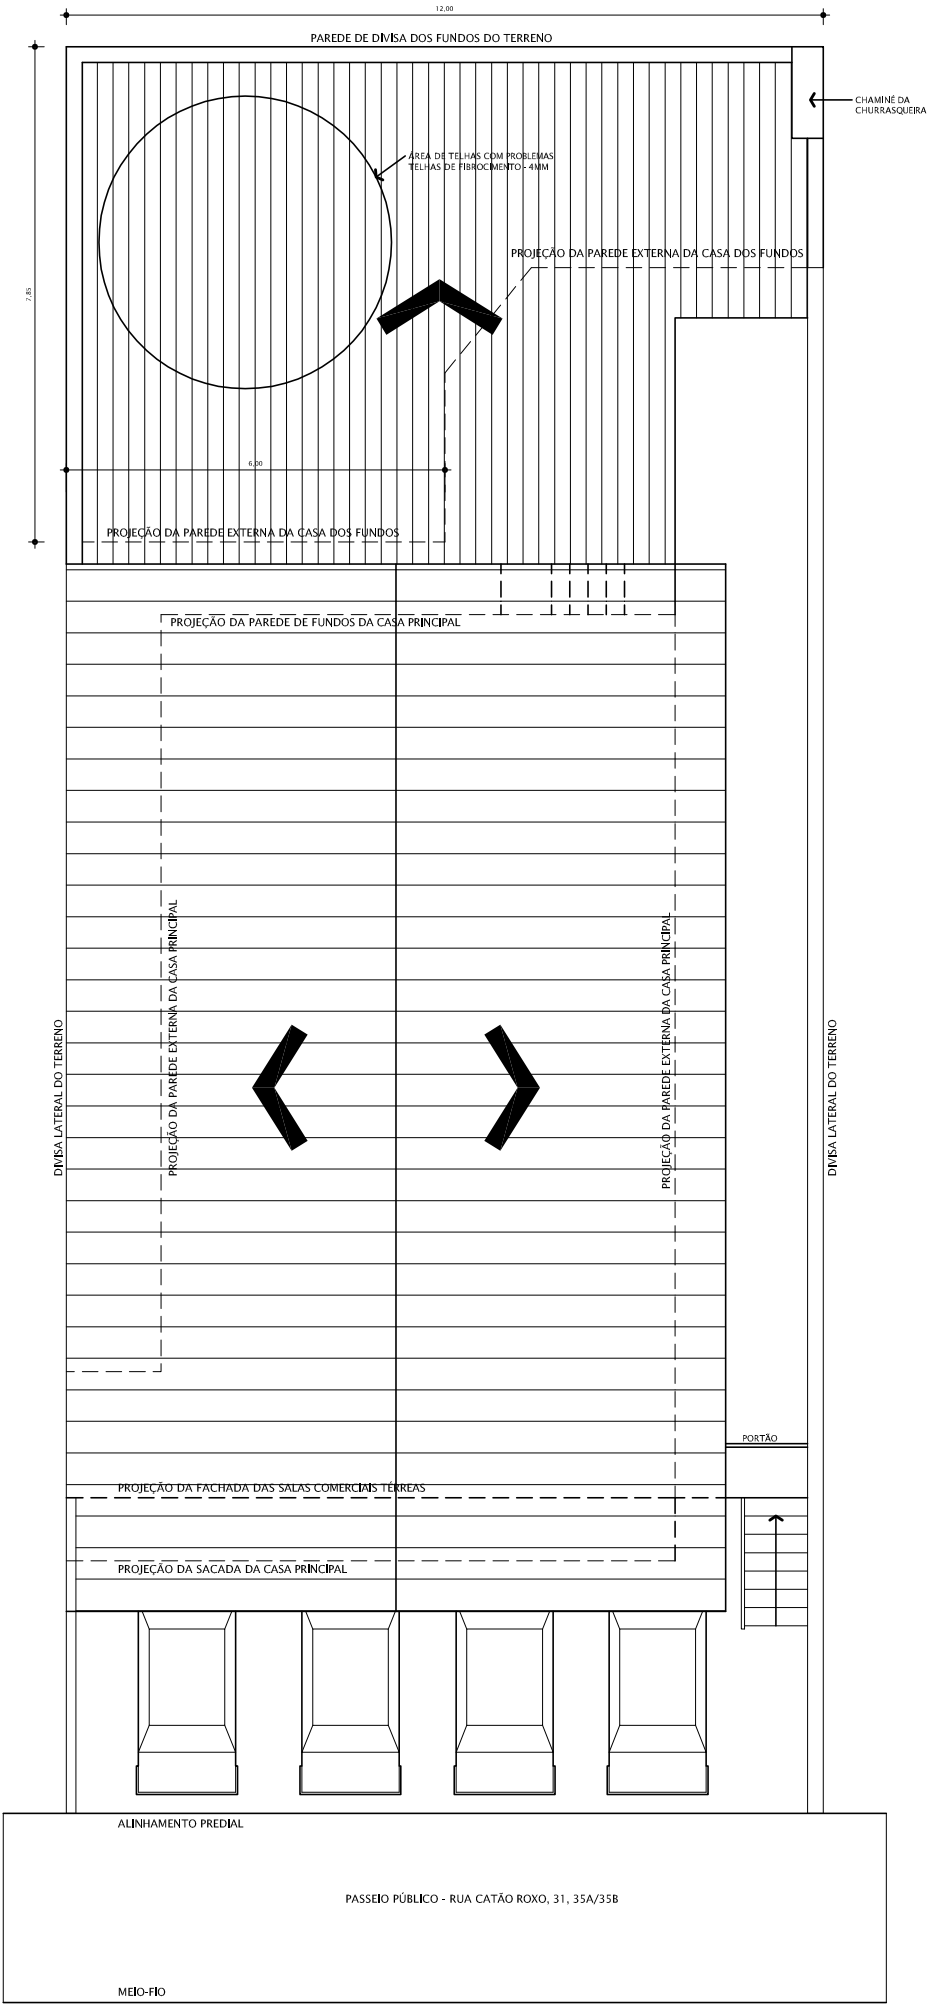 12,00
PAREDE DE DIVISA DOS FUNDOS DO TERRENO
CHAMINÉ DA
CHURRASQUEIRA
ÁREA DE TELHAS COM PROBLEMAS
TELHAS DE FIBROCIMENTO - 4MM
PROJEÇÃO DA PAREDE EXTERNA DA CASA DOS FUNDOS
7,85
6,00
PROJEÇÃO DA PAREDE EXTERNA DA CASA DOS FUNDOS
PROJEÇÃO DA PAREDE DE FUNDOS DA CASA PRINCIPAL
DIVISA LATERAL DO TERRENO
PROJEÇÃO DA PAREDE EXTERNA DA CASA PRINCIPAL
PROJEÇÃO DA PAREDE EXTERNA DA CASA PRINCIPAL
DIVISA LATERAL DO TERRENO
PORTÃO
PROJEÇÃO DA FACHADA DAS SALAS COMERCIAIS TÉRREAS
PROJEÇÃO DA SACADA DA CASA PRINCIPAL
ALINHAMENTO PREDIAL
PASSEIO PÚBLICO - RUA CATÃO ROXO, 31, 35A/35B
MEIO-FIO